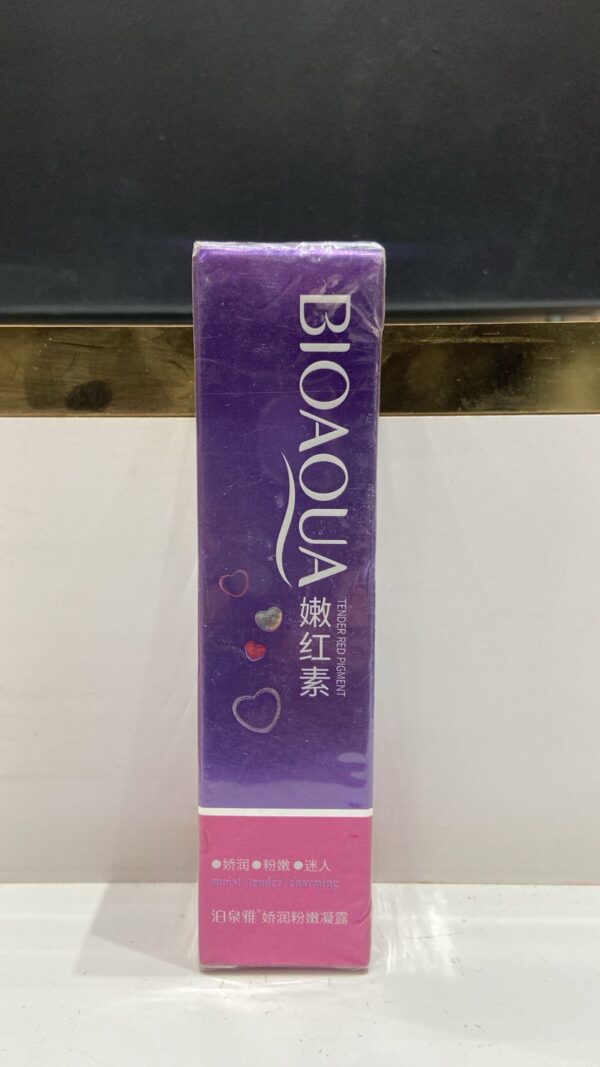 BIOAQUA
TENDER RED PIGMENT
嫩红素
●娇润●粉嫩●迷人
moist tender charming
泊泉雅®娇润粉嫩凝露